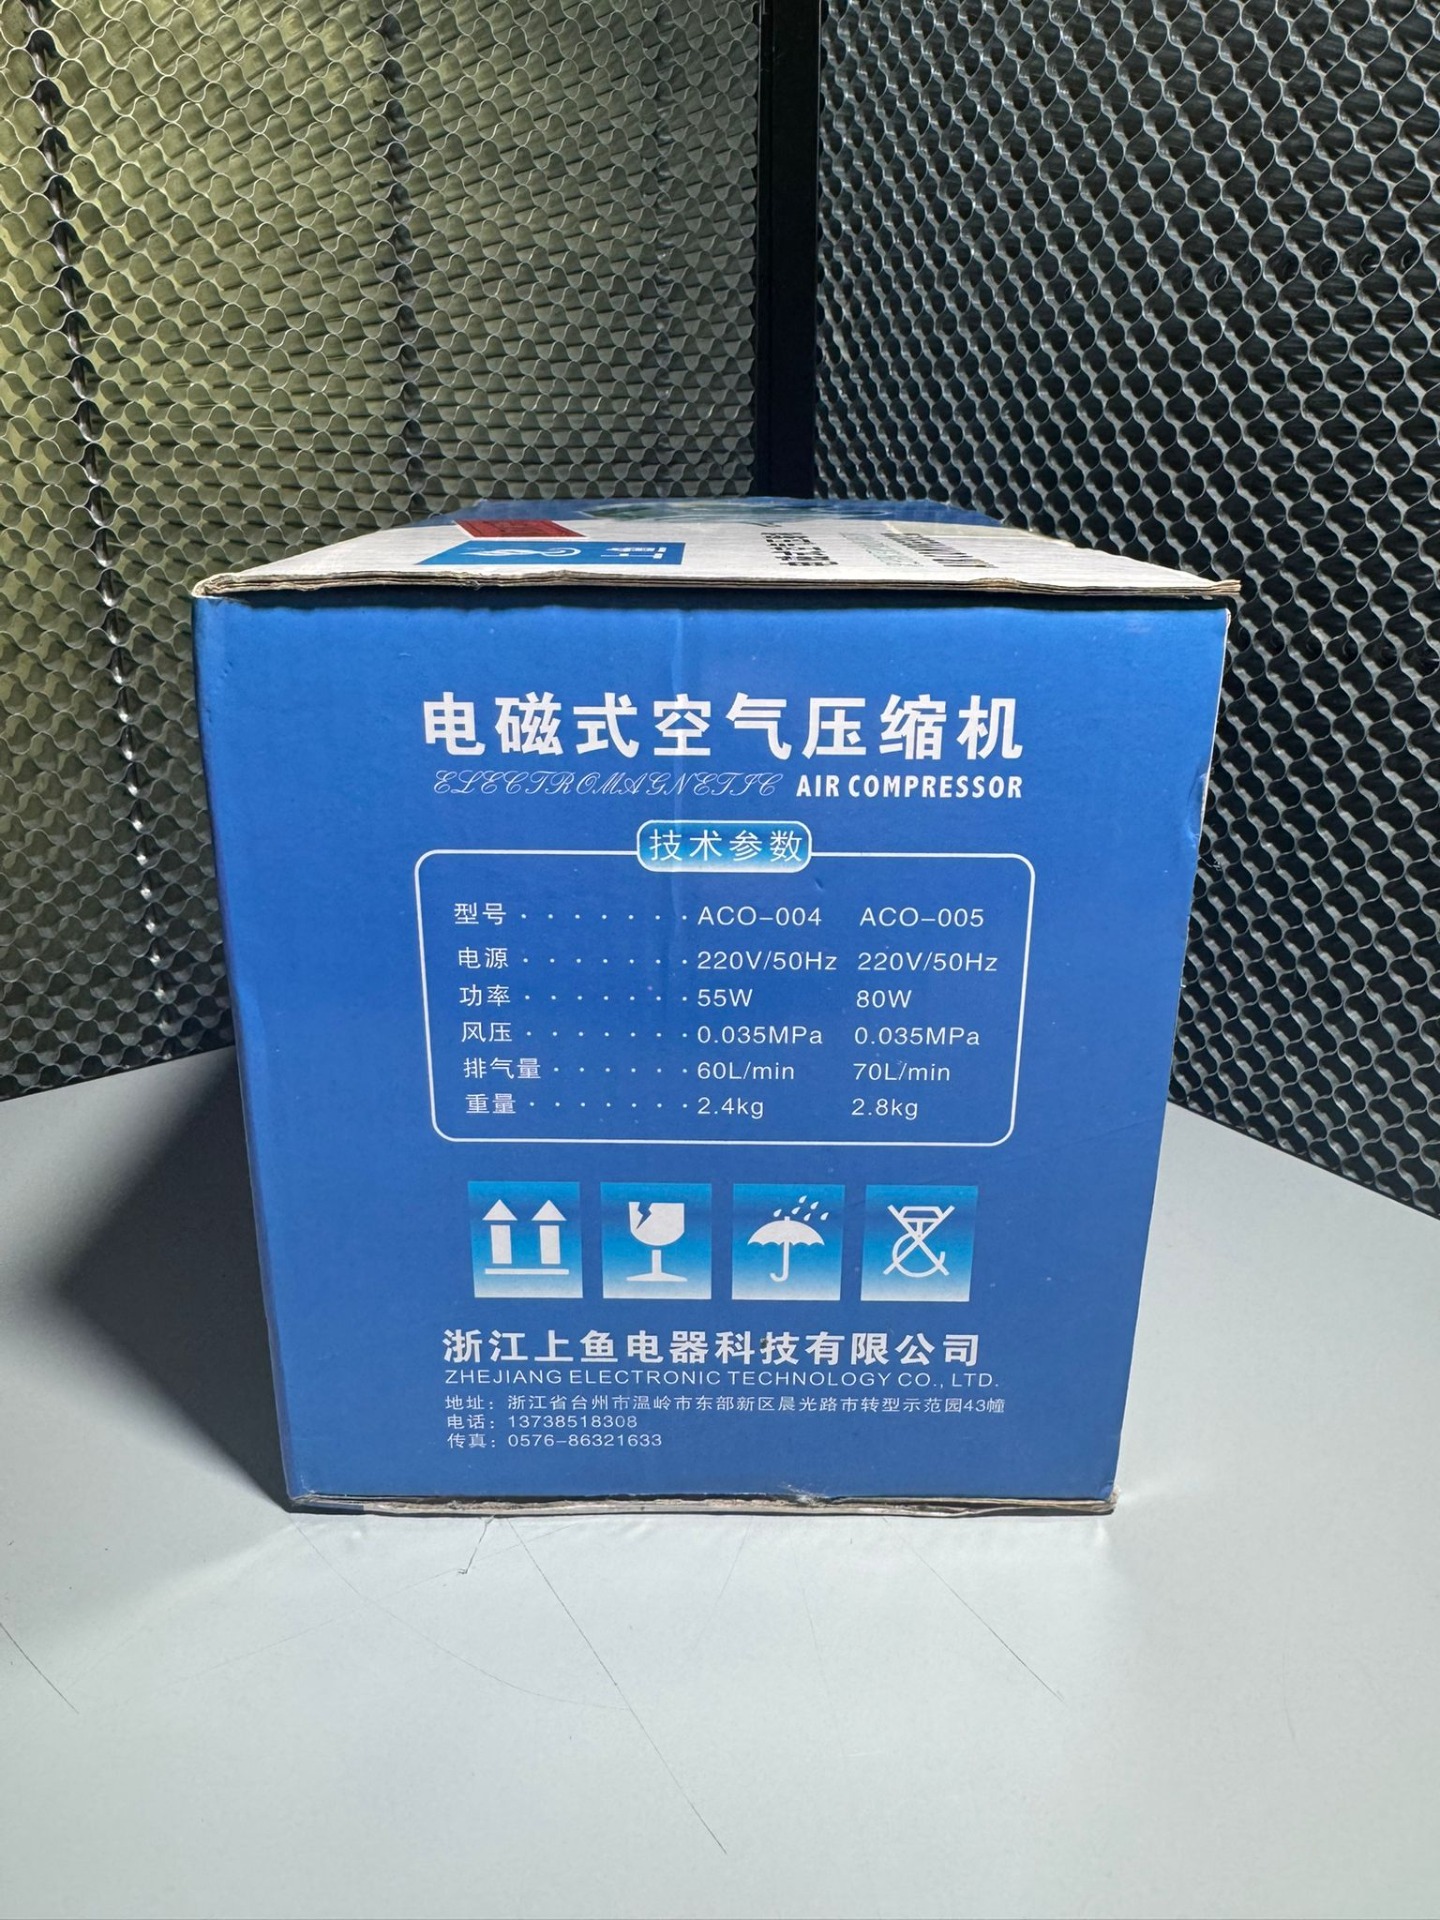 电磁式空气压缩机
ELECTROMAGNETIC AIR COMPRESSOR
技术参数
型号 · · · · · · · ACO-004 ACO-005
电源 · · · · · · · 220V/50Hz 220V/50Hz
功率 · · · · · · · 55W 80W
风压 · · · · · · · 0.035MPa 0.035MPa
排气量 · · · · · · 60L/min 70L/min
重量 · · · · · · · 2.4kg 2.8kg
浙江上鱼电器科技有限公司
ZHEJIANG ELECTRONIC TECHNOLOGY CO., LTD.
地址：浙江省台州市温岭市东部新区晨光路市转型示范园43幢
电话：13738518308
传真：0576-86321633